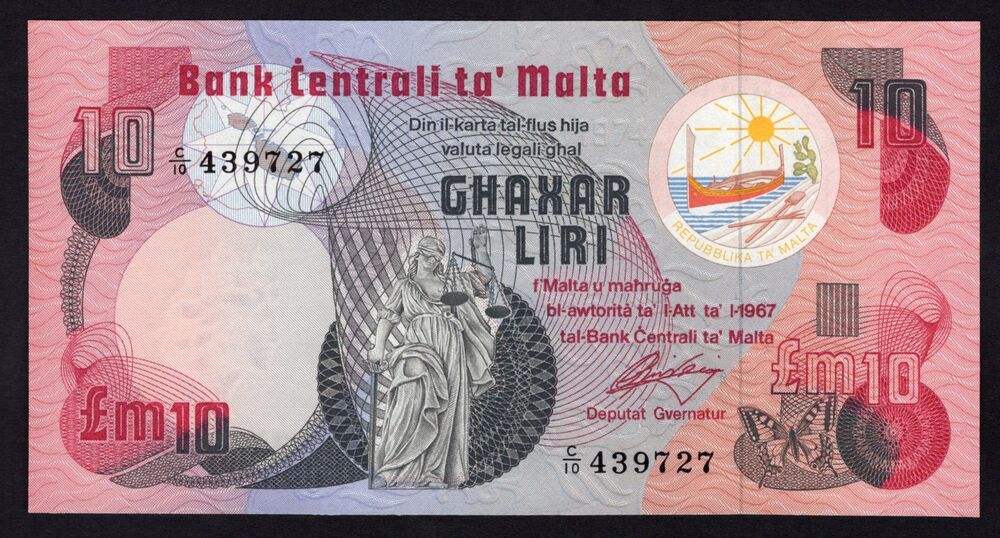 Bank Ċentrali ta' Malta
10
10
Din il-karta tal-flus hija
valuta legali għal
C/10 439727
GĦAXAR
LIRI
REPUBBLIKA TA' MALTA
f'Malta u maħruġa
bl-awtorità ta' l-Att ta' l-1967
tal-Bank Ċentrali ta' Malta
Deputat Gvernatur
£m10
£m10
C/10 439727